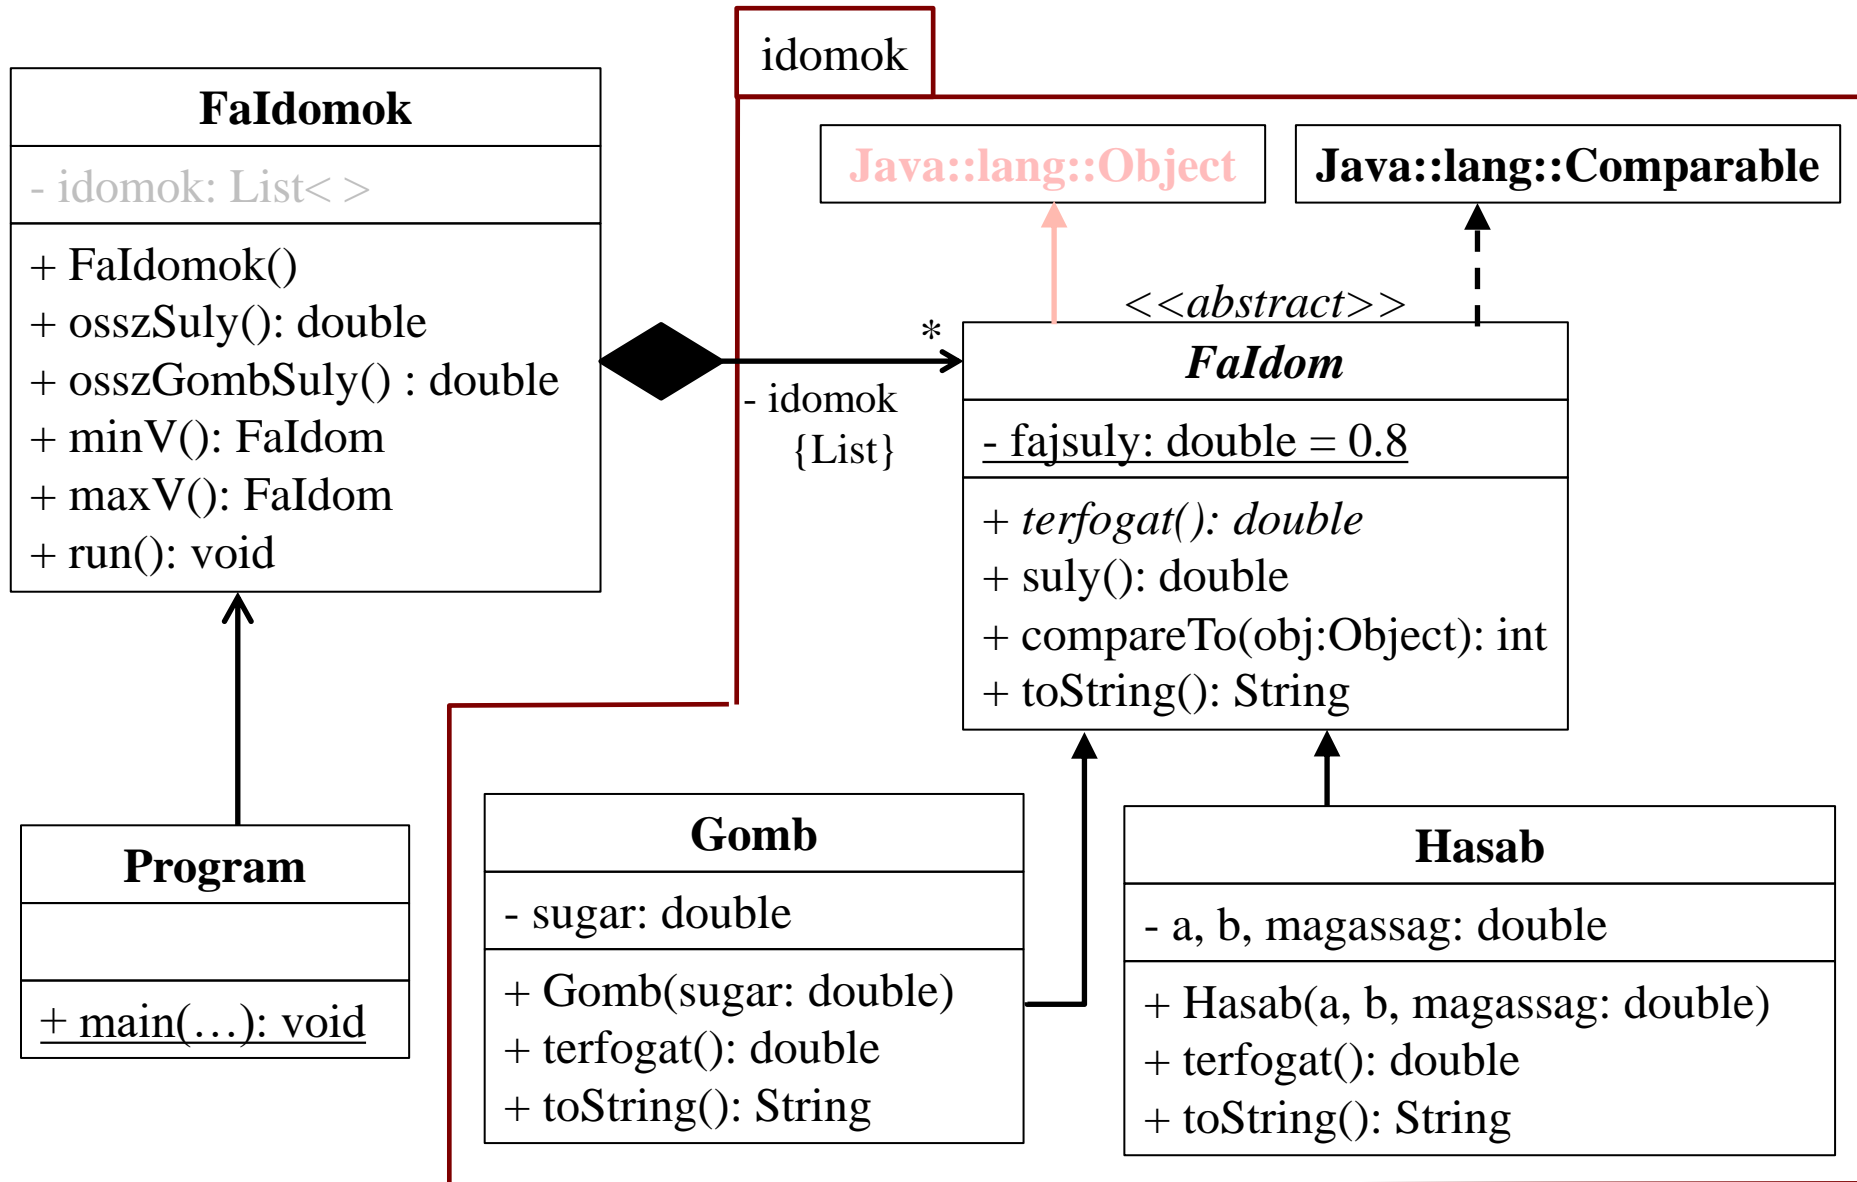 idomok
FaIdomok
- idomok: List< >
+ FaIdomok()
+ osszSuly(): double
+ osszGombSuly() : double
+ minV(): FaIdom
+ maxV(): FaIdom
+ run(): void
Java::lang::Object
Java::lang::Comparable
*
- idomok
{List}
<<abstract>>
FaIdom
- fajsuly: double = 0.8
+ terfogat(): double
+ suly(): double
+ compareTo(obj:Object): int
+ toString(): String
Program
+ main(…): void
Gomb
- sugar: double
+ Gomb(sugar: double)
+ terfogat(): double
+ toString(): String
Hasab
- a, b, magassag: double
+ Hasab(a, b, magassag: double)
+ terfogat(): double
+ toString(): String